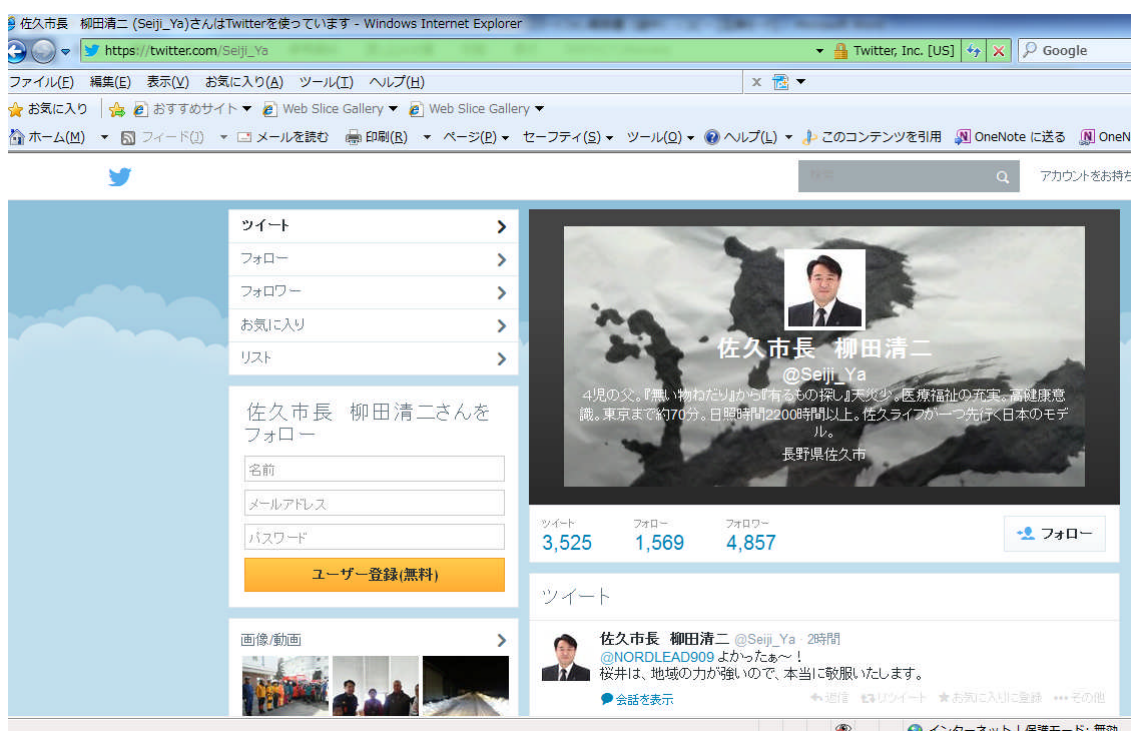 佐久市長 柳田清二 (Seiji_Ya)さんはTwitterを使っています - Windows Internet Explorer
https://twitter.com/Seiji_Ya Twitter, Inc. [US] Google
ファイル(F) 編集(E) 表示(V) お気に入り(A) ツール(T) ヘルプ(H) x
お気に入り おすすめサイト Web Slice Gallery Web Slice Gallery
ホーム(M) フィード(J) メールを読む 印刷(R) ページ(P) セーフティ(S) ツール(O) ヘルプ(L) このコンテンツを引用 OneNote に送る OneN
検索 アカウントをお持ち
ツイート
フォロー
フォロワー
お気に入り
リスト
佐久市長 柳田清二さんを
フォロー
名前
メールアドレス
パスワード
ユーザー登録(無料)
画像/動画
佐久市長 柳田清二
@Seiji_Ya
4児の父。『無い物ねだり』から『有るもの探し』天災少。医療福祉の充実。高健康意
識。東京まで約70分。日照時間2200時間以上。佐久ライフが一つ先行く日本のモデ
ル。
長野県佐久市
ツイート フォロー フォロワー
3,525 1,569 4,857
フォロー
ツイート
佐久市長 柳田清二 @Seiji_Ya · 2時間
@NORDLEAD909 よかったぁ〜！
桜井は、地域の力が強いので、本当に敬服いたします。
会話を表示 返信 リツイート お気に入りに登録 その他
インターネット | 保護モード: 無効